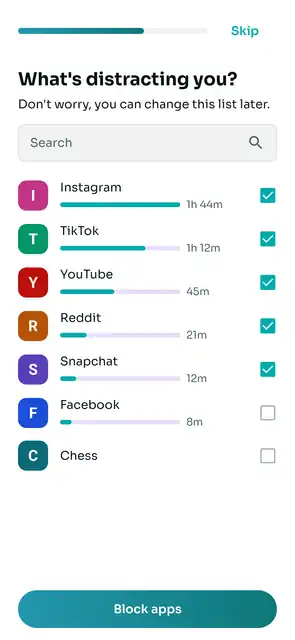 Skip
What's distracting you?
Don't worry, you can change this list later.
Search
I
Instagram
1h 44m
T
TikTok
1h 12m
Y
YouTube
45m
R
Reddit
21m
S
Snapchat
12m
F
Facebook
8m
C
Chess
Block apps